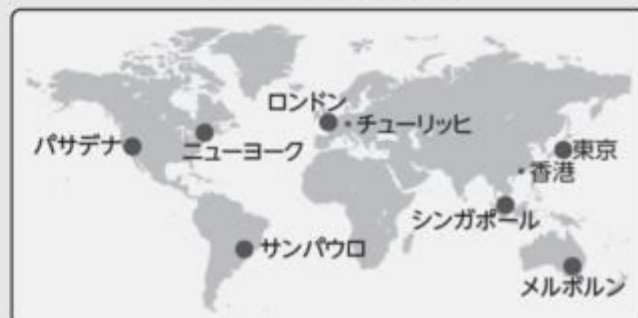 ロンドン
チューリッヒ
パサデナ
ニューヨーク
東京
香港
シンガポール
サンパウロ
メルボルン